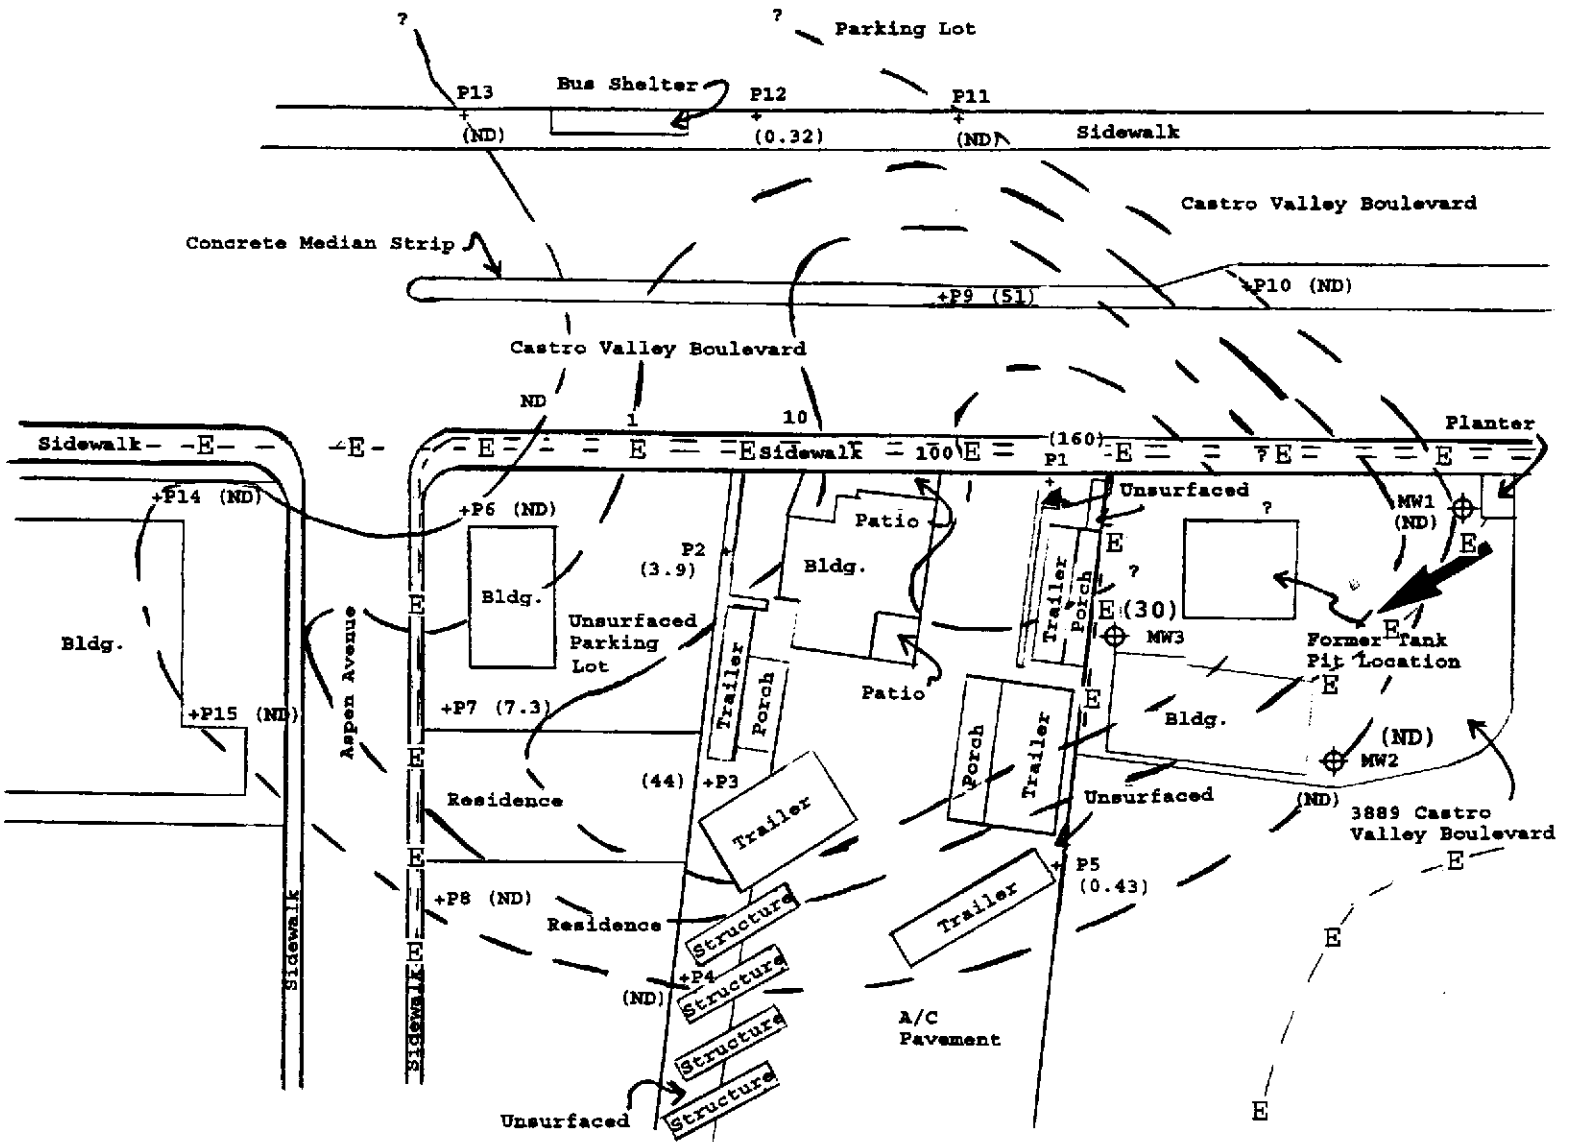 ?
?
Parking Lot
Bus Shelter
P13
P12
P11
+
+
+
(ND)
(0.32)
(ND)
Sidewalk
Castro Valley Boulevard
Concrete Median Strip
+P9 (51)
+P10 (ND)
Castro Valley Boulevard
ND
1
10
Planter
Sidewalk
E
E
E
E
E
Sidewalk
100
E
(160)
E
?
E
E
P1
+
+P14 (ND)
+P6 (ND)
Unsurfaced
MW1
(ND)
Patio
?
P2
+
(3.9)
E
E
Bldg.
?
Bldg.
E
Unsurfaced
Parking
Lot
Trailer
Porch
E
(30)
MW3
E
Bldg.
Former Tank
Pit Location
Aspen Avenue
Trailer
Porch
Patio
E
E
+P15 (ND)
+P7 (7.3)
Porch
Trailer
Bldg.
(ND)
MW2
E
(44) +P3
Residence
Trailer
Unsurfaced
(ND)
3889 Castro
Valley Boulevard
E
E
+
P5
(0.43)
+P8 (ND)
Residence
Structure
Trailer
Sidewalk
E
E
+P4
(ND)
Structure
Sidewalk
A/C
Pavement
Structure
Unsurfaced
Structure
E